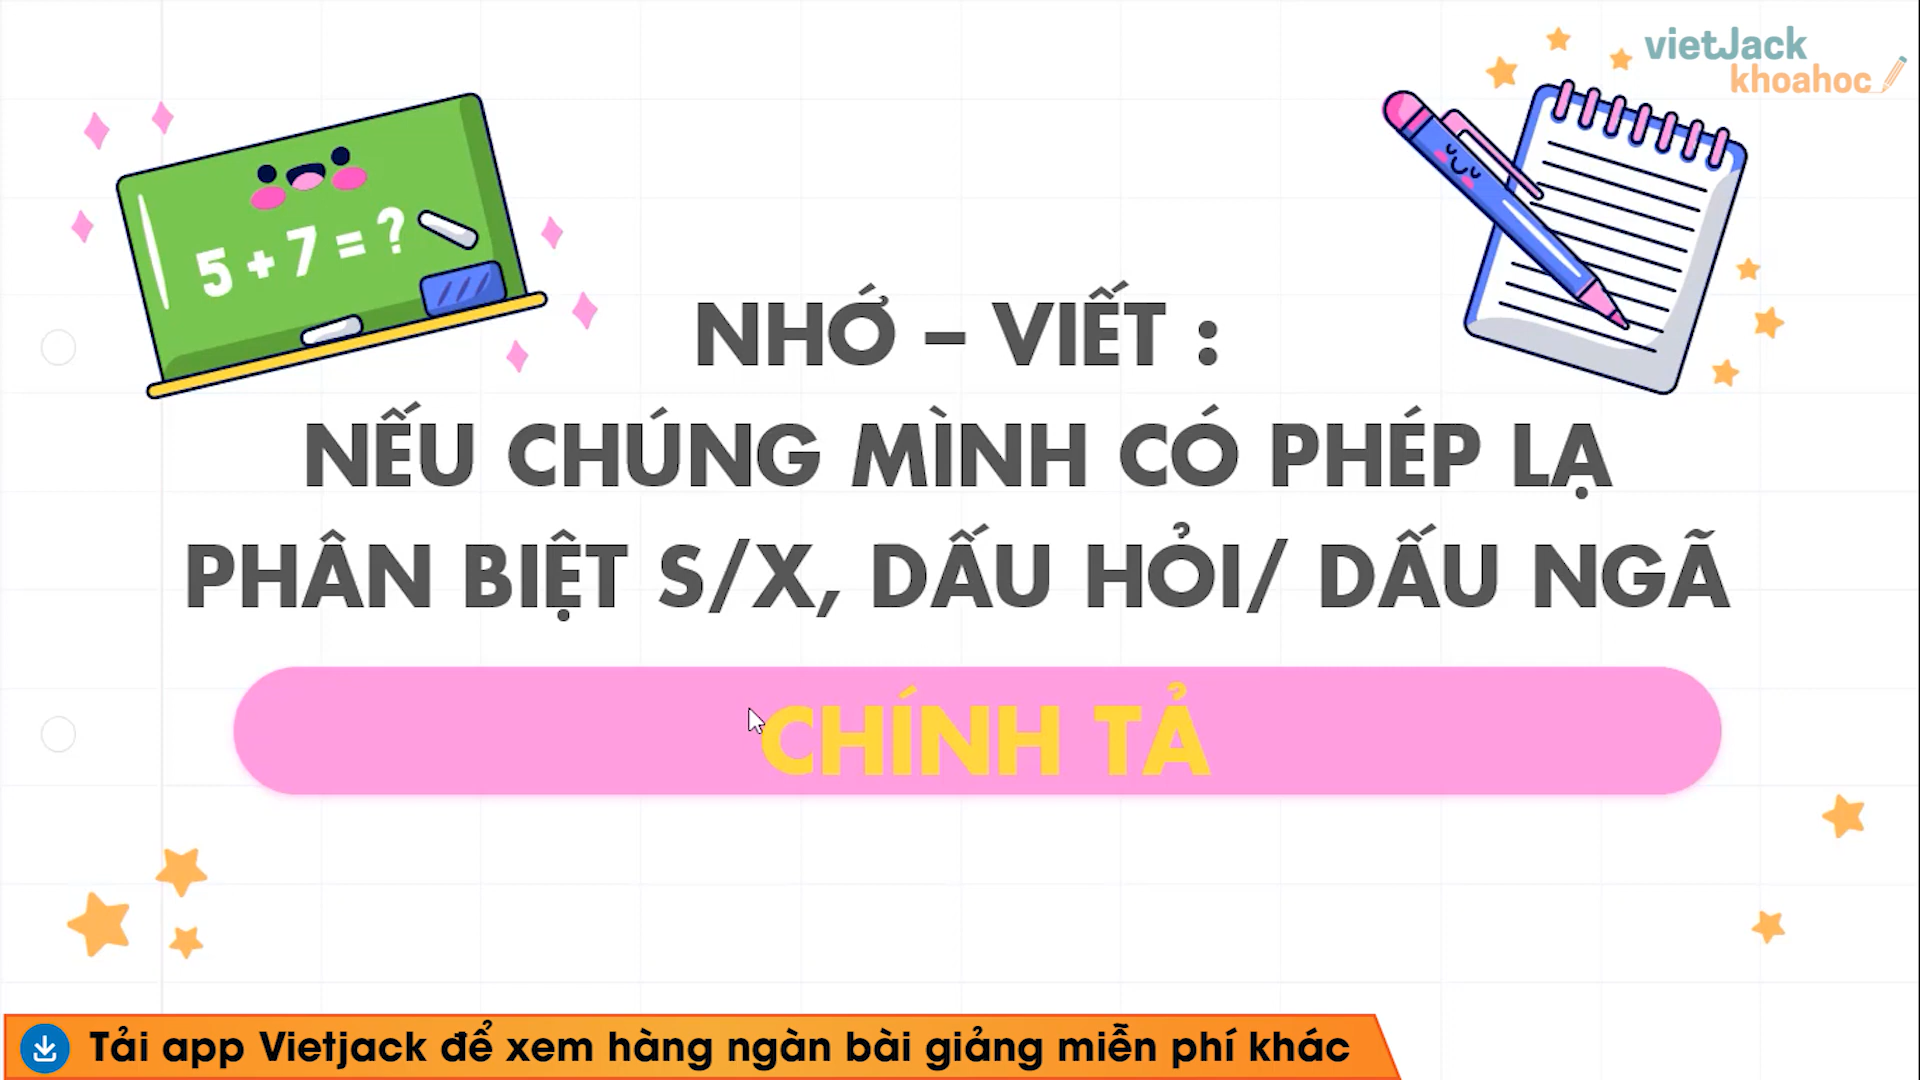 vietJack
khoahoc
5 + 7 = ?
NHỚ – VIẾT :
NẾU CHÚNG MÌNH CÓ PHÉP LẠ
PHÂN BIỆT S/X, DẤU HỎI/ DẤU NGÃ
CHÍNH TẢ
Tải app Vietjack để xem hàng ngàn bài giảng miễn phí khác